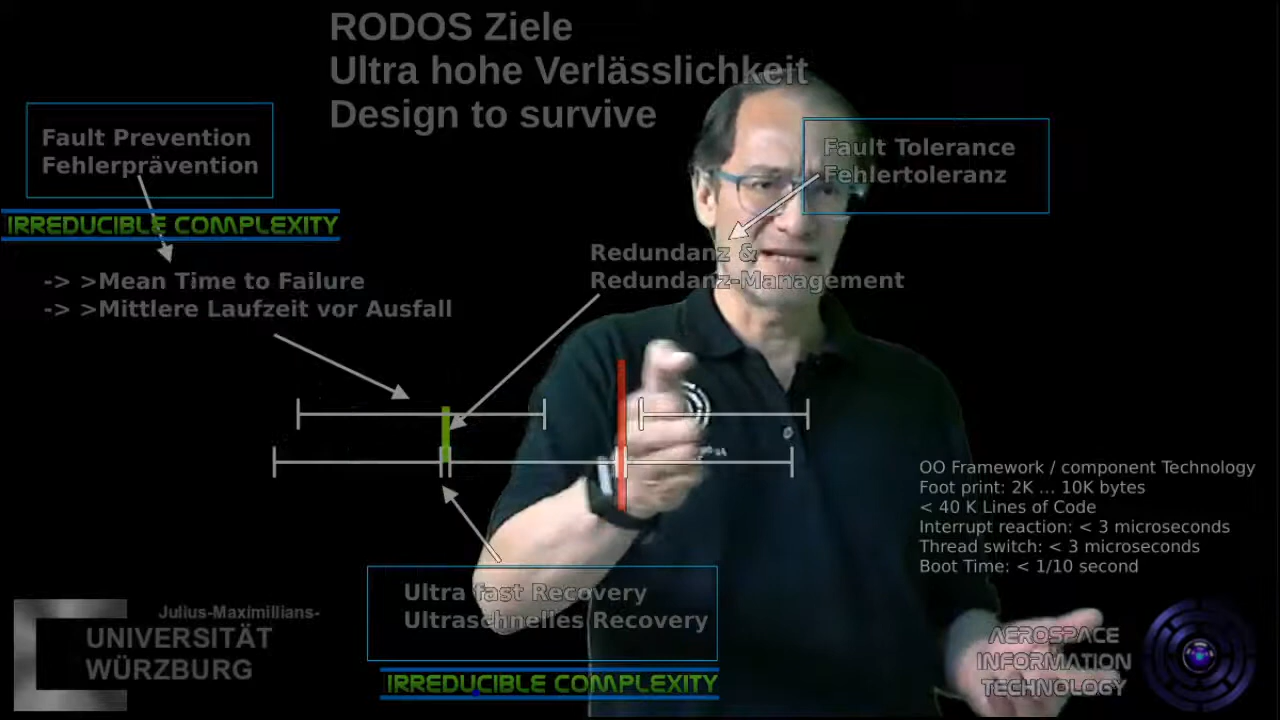 RODOS Ziele
Ultra hohe Verlässlichkeit
Design to survive
Fault Prevention
Fehlerprävention
IRREDUCIBLE COMPLEXITY
-> >Mean Time to Failure
-> >Mittlere Laufzeit vor Ausfall
Fault Tolerance
Fehlertoleranz
Redundanz &
Redundanz-Management
OO Framework / component Technology
Foot print: 2K ... 10K bytes
< 40 K Lines of Code
Interrupt reaction: < 3 microseconds
Thread switch: < 3 microseconds
Boot Time: < 1/10 second
Ultra fast Recovery
Ultraschnelles Recovery
IRREDUCIBLE COMPLEXITY
Julius-Maximillians-
UNIVERSITÄT
WÜRZBURG
AEROSPACE
INFORMATION
TECHNOLOGY